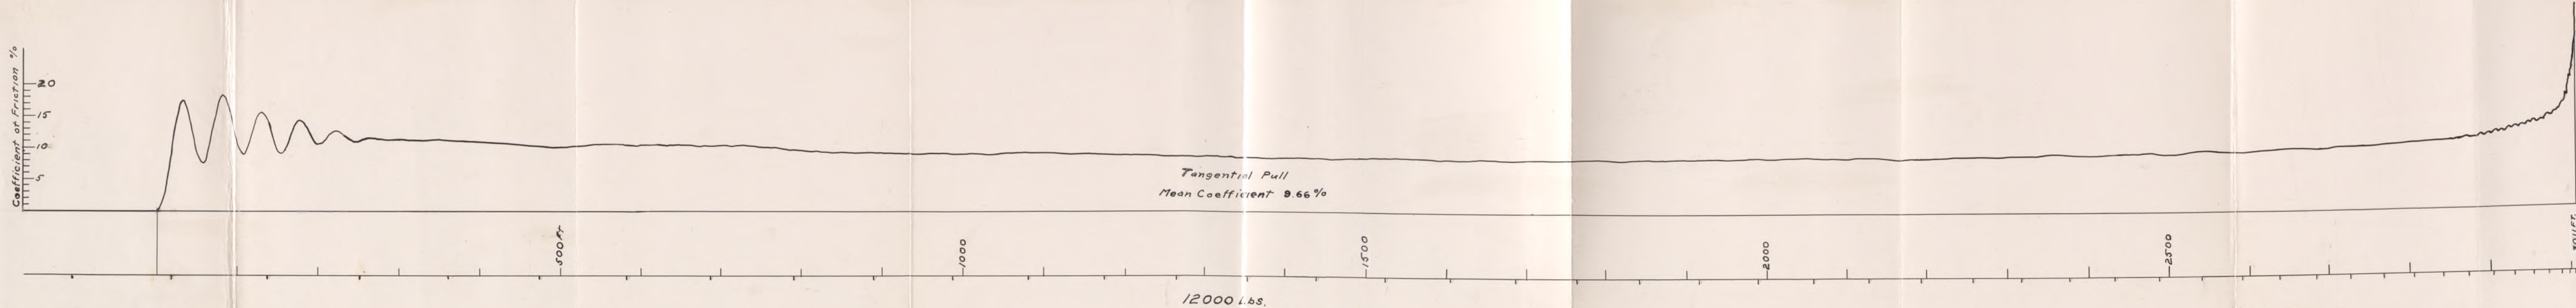 Coefficient of Friction %
20
15
10
5
Tangential Pull
Mean Coefficient 9.66%
500 Ft
1000
1500
2000
2500
12000 Lbs.